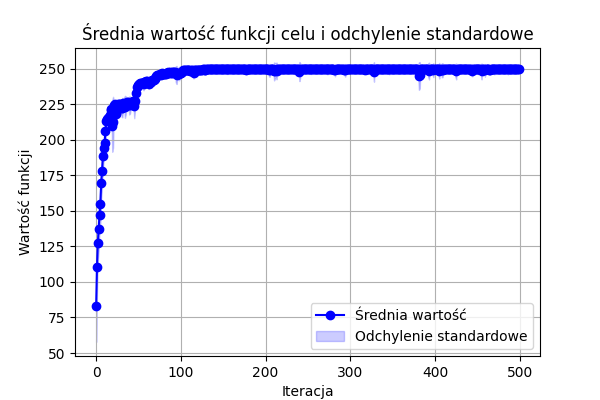 Średnia wartość funkcji celu i odchylenie standardowe
Wartość funkcji
250
225
200
175
150
125
100
75
50
0 100 200 300 400 500
Iteracja
Średnia wartość
Odchylenie standardowe